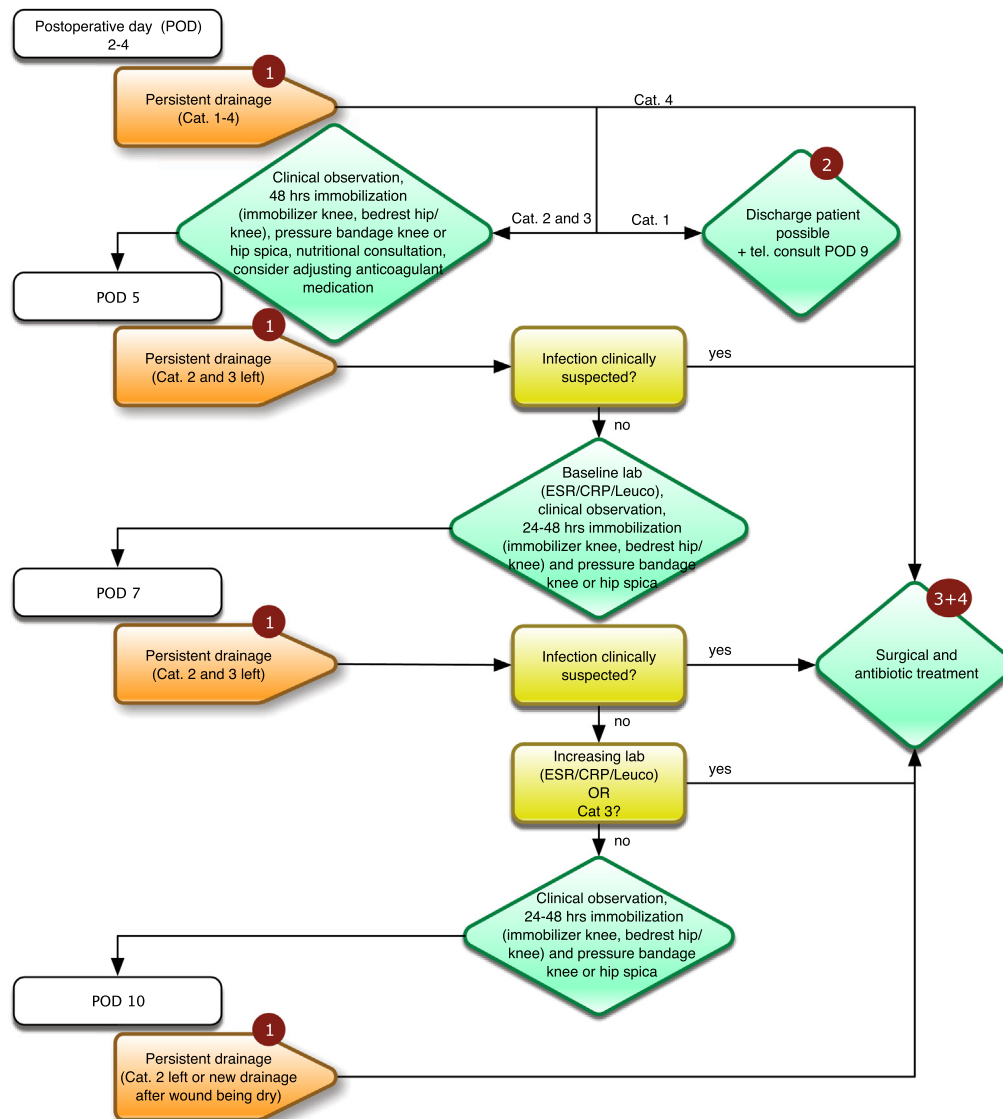 Postoperative day (POD)
2-4
1
Persistent drainage
(Cat. 1-4)
Cat. 4
Clinical observation,
48 hrs immobilization
(immobilizer knee, bedrest hip/
knee), pressure bandage knee or
hip spica, nutritional consultation,
consider adjusting anticoagulant
medication
Cat. 2 and 3
Cat. 1
2
Discharge patient
possible
+ tel. consult POD 9
POD 5
1
Persistent drainage
(Cat. 2 and 3 left)
Infection clinically
suspected?
yes
no
Baseline lab
(ESR/CRP/Leuco),
clinical observation,
24-48 hrs immobilization
(immobilizer knee, bedrest hip/
knee) and pressure bandage
knee or hip spica
POD 7
1
Persistent drainage
(Cat. 2 and 3 left)
Infection clinically
suspected?
yes
3+4
Surgical and
antibiotic treatment
no
Increasing lab
(ESR/CRP/Leuco)
OR
Cat 3?
yes
no
Clinical observation,
24-48 hrs immobilization
(immobilizer knee, bedrest hip/
knee) and pressure bandage
knee or hip spica
POD 10
1
Persistent drainage
(Cat. 2 left or new drainage
after wound being dry)